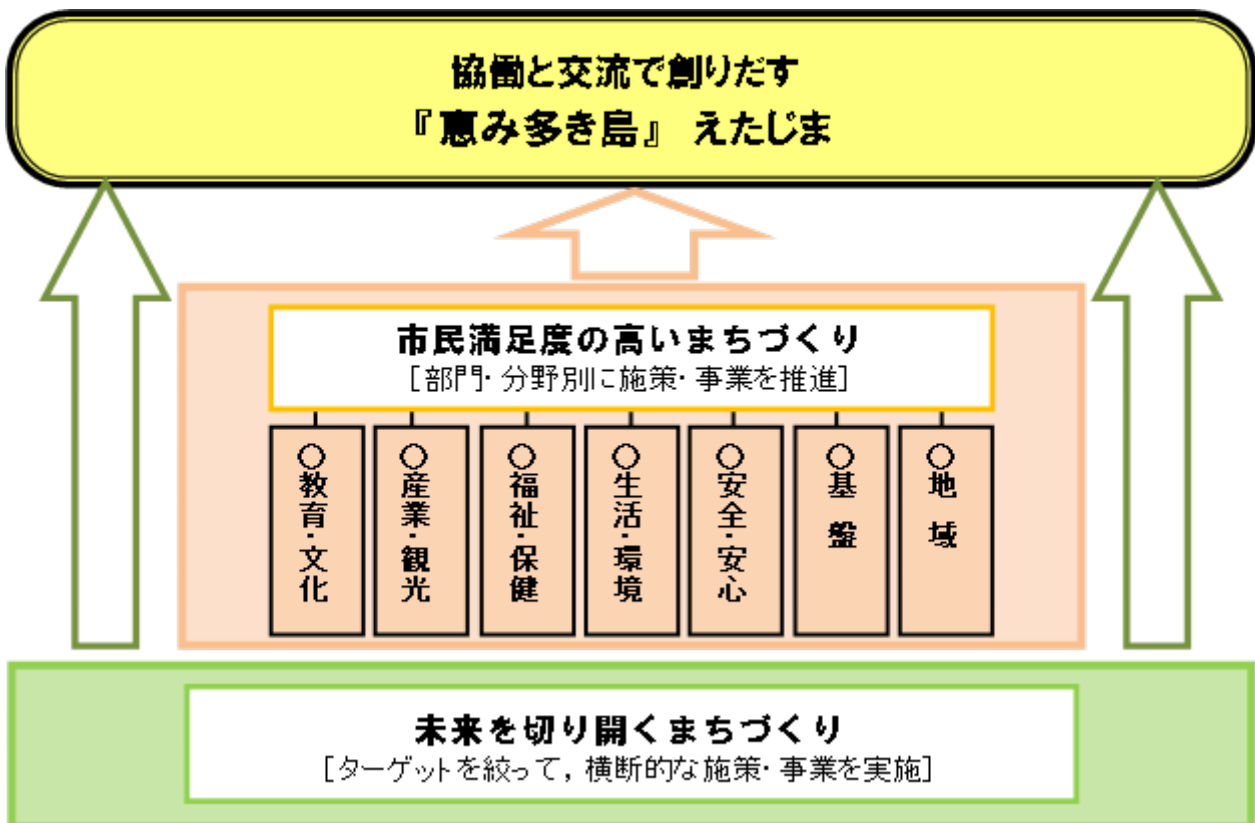 協働と交流で創りだす
『恵み多き島』 えたじま
市民満足度の高いまちづくり
[部門・分野別に施策・事業を推進]
○教育・文化
○産業・観光
○福祉・保健
○生活・環境
○安全・安心
○基 盤
○地 域
未来を切り開くまちづくり
[ターゲットを絞って，横断的な施策・事業を実施]